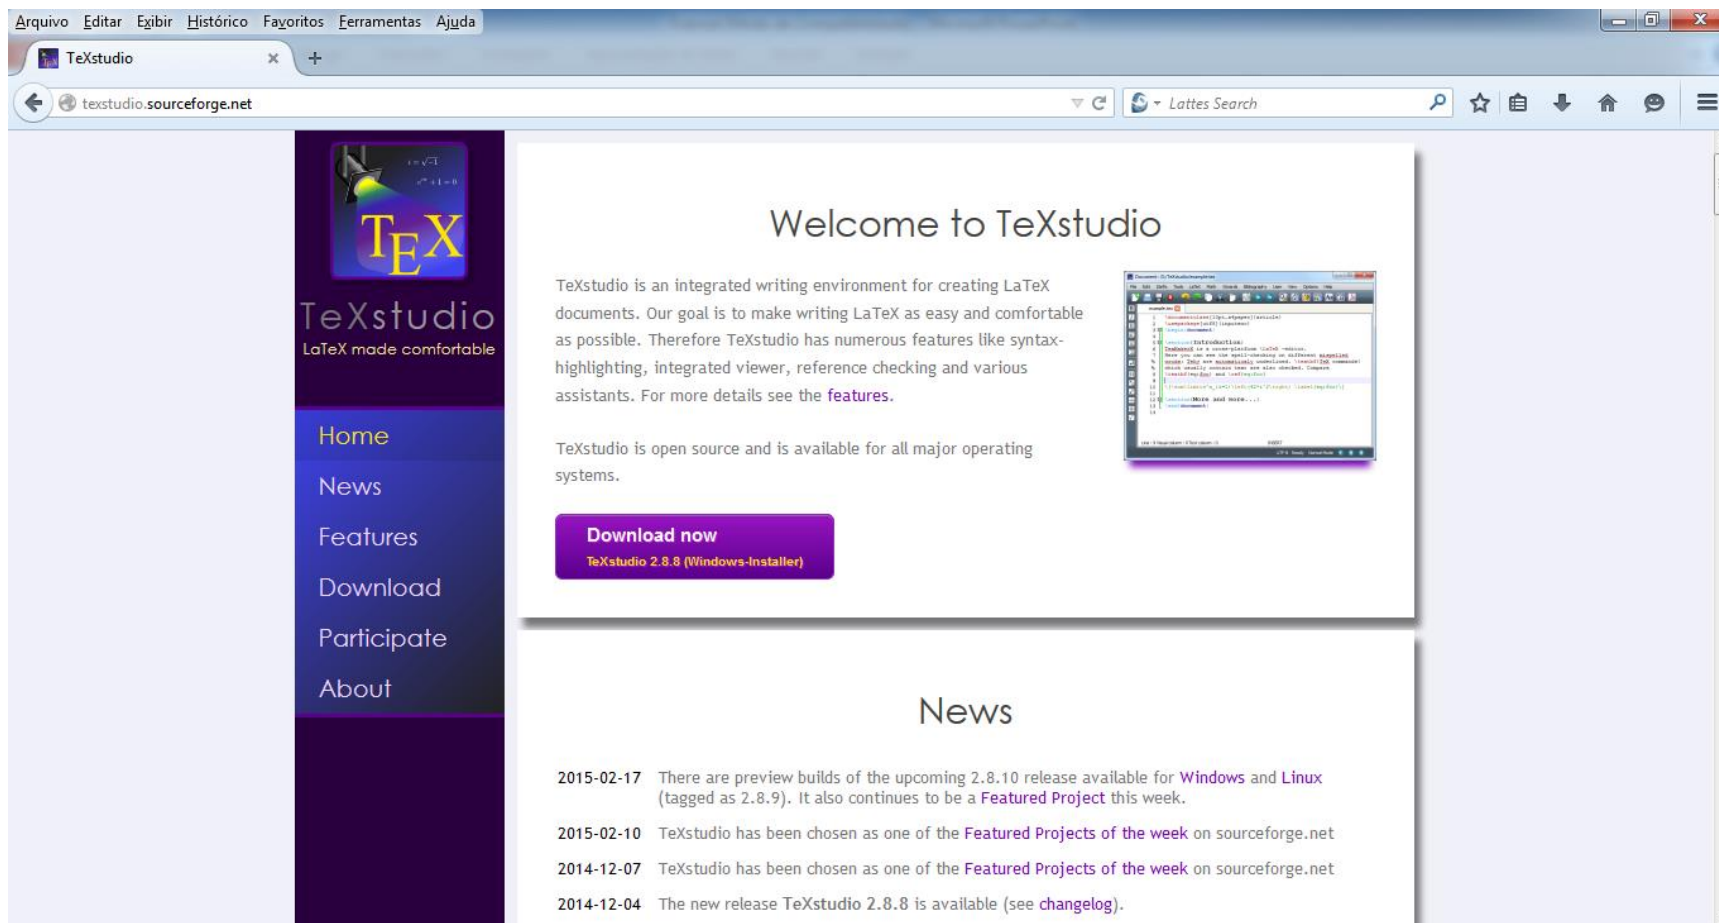 Arquivo Editar Exibir Histórico Favoritos Ferramentas Ajuda
TeXstudio
texstudio.sourceforge.net
Lattes Search
TEX
TeXstudio
LaTeX made comfortable
Home
News
Features
Download
Participate
About
Welcome to TeXstudio
TeXstudio is an integrated writing environment for creating LaTeX
documents. Our goal is to make writing LaTeX as easy and comfortable
as possible. Therefore TeXstudio has numerous features like syntax-
highlighting, integrated viewer, reference checking and various
assistants. For more details see the features.
TeXstudio is open source and is available for all major operating
systems.
Download now
TeXstudio 2.8.8 (Windows-Installer)
News
2015-02-17 There are preview builds of the upcoming 2.8.10 release available for Windows and Linux
(tagged as 2.8.9). It also continues to be a Featured Project this week.
2015-02-10 TeXstudio has been chosen as one of the Featured Projects of the week on sourceforge.net
2014-12-07 TeXstudio has been chosen as one of the Featured Projects of the week on sourceforge.net
2014-12-04 The new release TeXstudio 2.8.8 is available (see changelog).